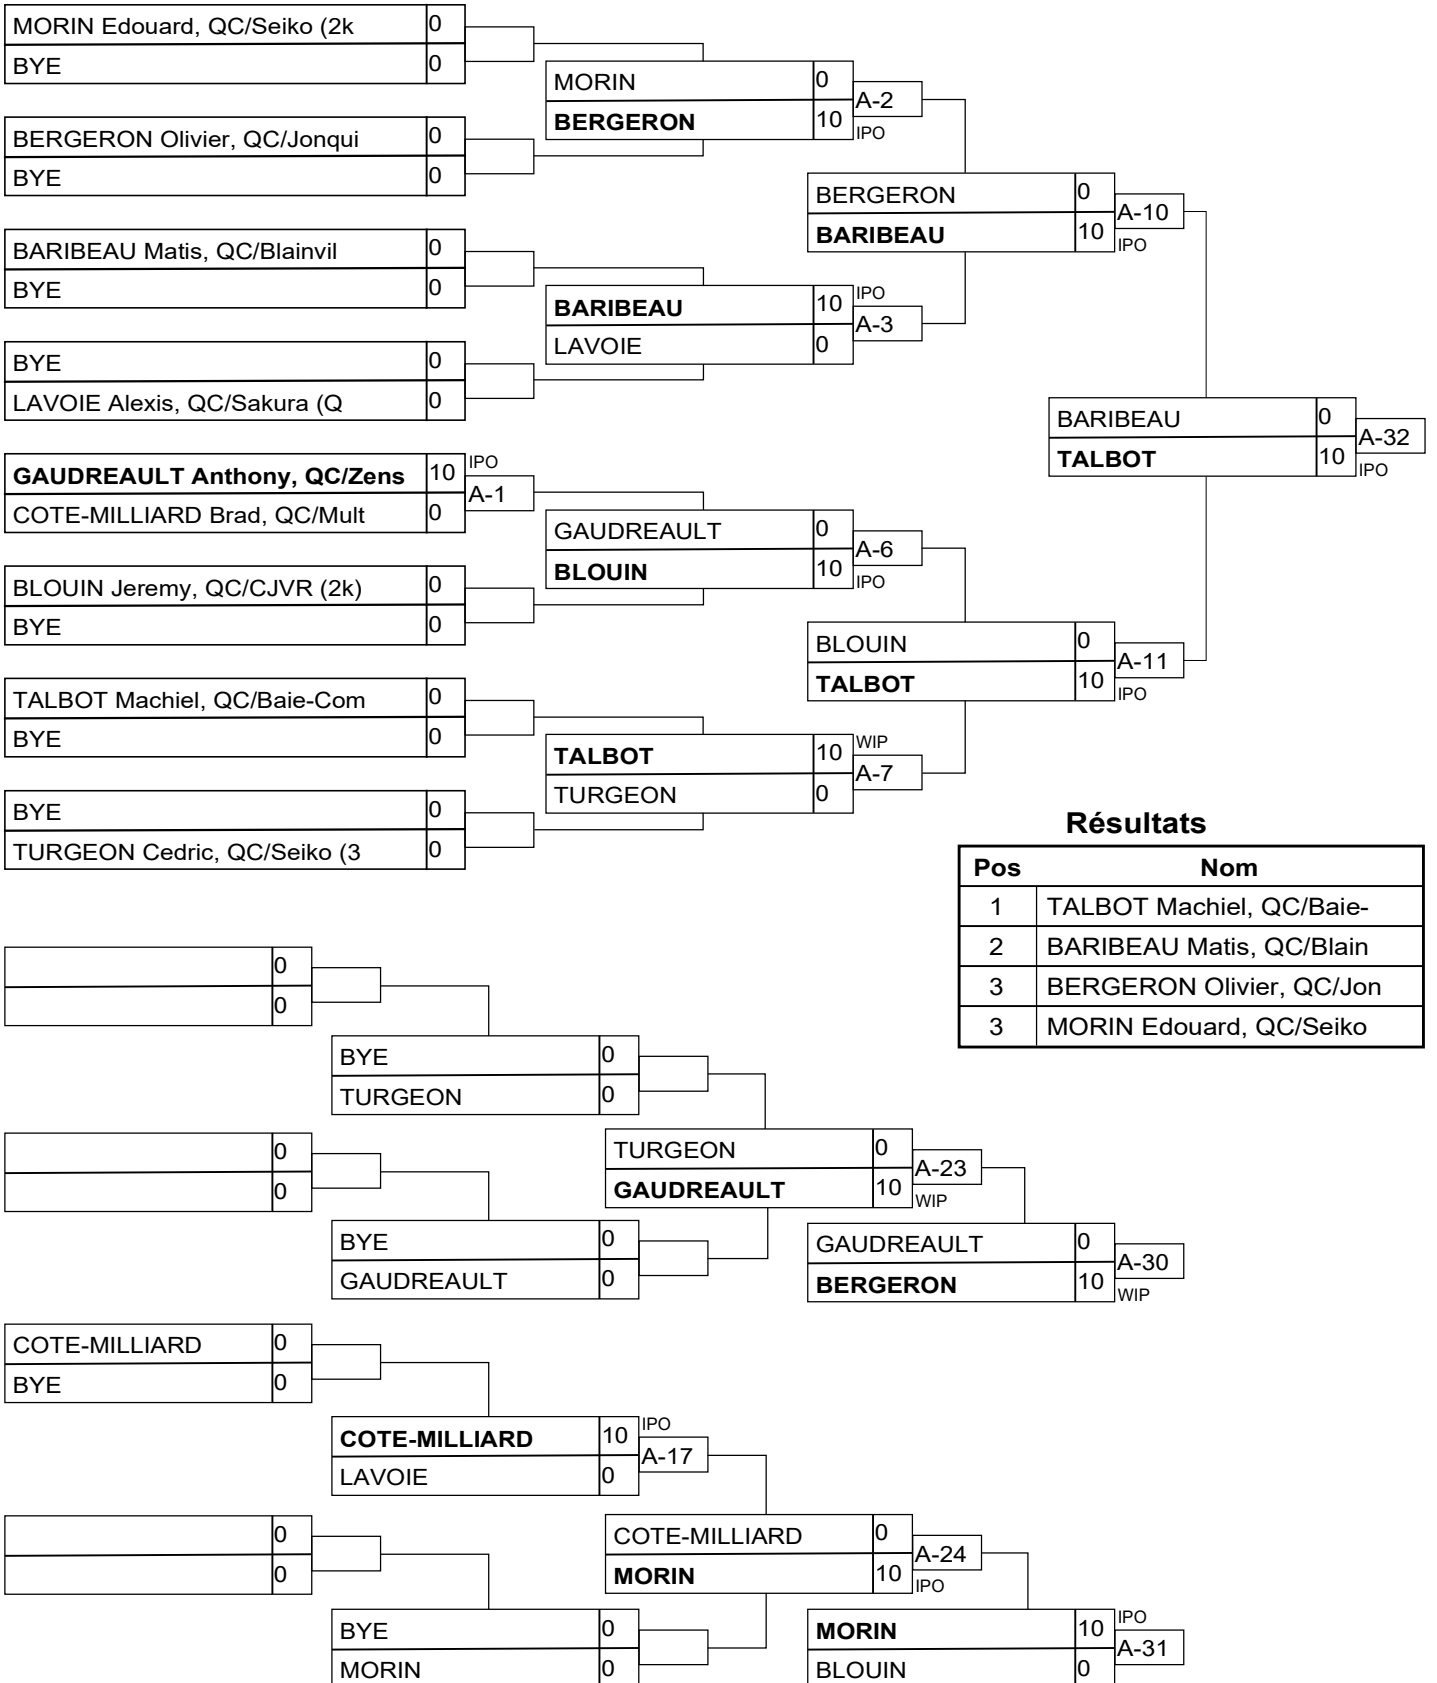 MORIN Edouard, QC/Seiko (2k 0
BYE 0
MORIN 0
BERGERON 10
A-2
IPO
BERGERON Olivier, QC/Jonqui 0
BYE 0
BERGERON 0
BARIBEAU 10
A-10
IPO
BARIBEAU Matis, QC/Blainvil 0
BYE 0
BARIBEAU 10
LAVOIE 0
IPO
A-3
BYE 0
LAVOIE Alexis, QC/Sakura (Q 0
BARIBEAU 0
TALBOT 10
A-32
IPO
GAUDREAULT Anthony, QC/Zens 10
COTE-MILLIARD Brad, QC/Mult 0
IPO
A-1
GAUDREAULT 0
BLOUIN 10
A-6
IPO
BLOUIN Jeremy, QC/CJVR (2k) 0
BYE 0
BLOUIN 0
TALBOT 10
A-11
IPO
TALBOT Machiel, QC/Baie-Com 0
BYE 0
TALBOT 10
TURGEON 0
WIP
A-7
BYE 0
TURGEON Cedric, QC/Seiko (3 0
Résultats
Pos Nom
1 TALBOT Machiel, QC/Baie-
2 BARIBEAU Matis, QC/Blain
3 BERGERON Olivier, QC/Jon
3 MORIN Edouard, QC/Seiko
0
0
BYE 0
TURGEON 0
0
0
TURGEON 0
GAUDREAULT 10
A-23
WIP
BYE 0
GAUDREAULT 0
GAUDREAULT 0
BERGERON 10
A-30
WIP
COTE-MILLIARD 0
BYE 0
COTE-MILLIARD 10
LAVOIE 0
IPO
A-17
0
0
COTE-MILLIARD 0
MORIN 10
A-24
IPO
BYE 0
MORIN 0
MORIN 10
BLOUIN 0
IPO
A-31